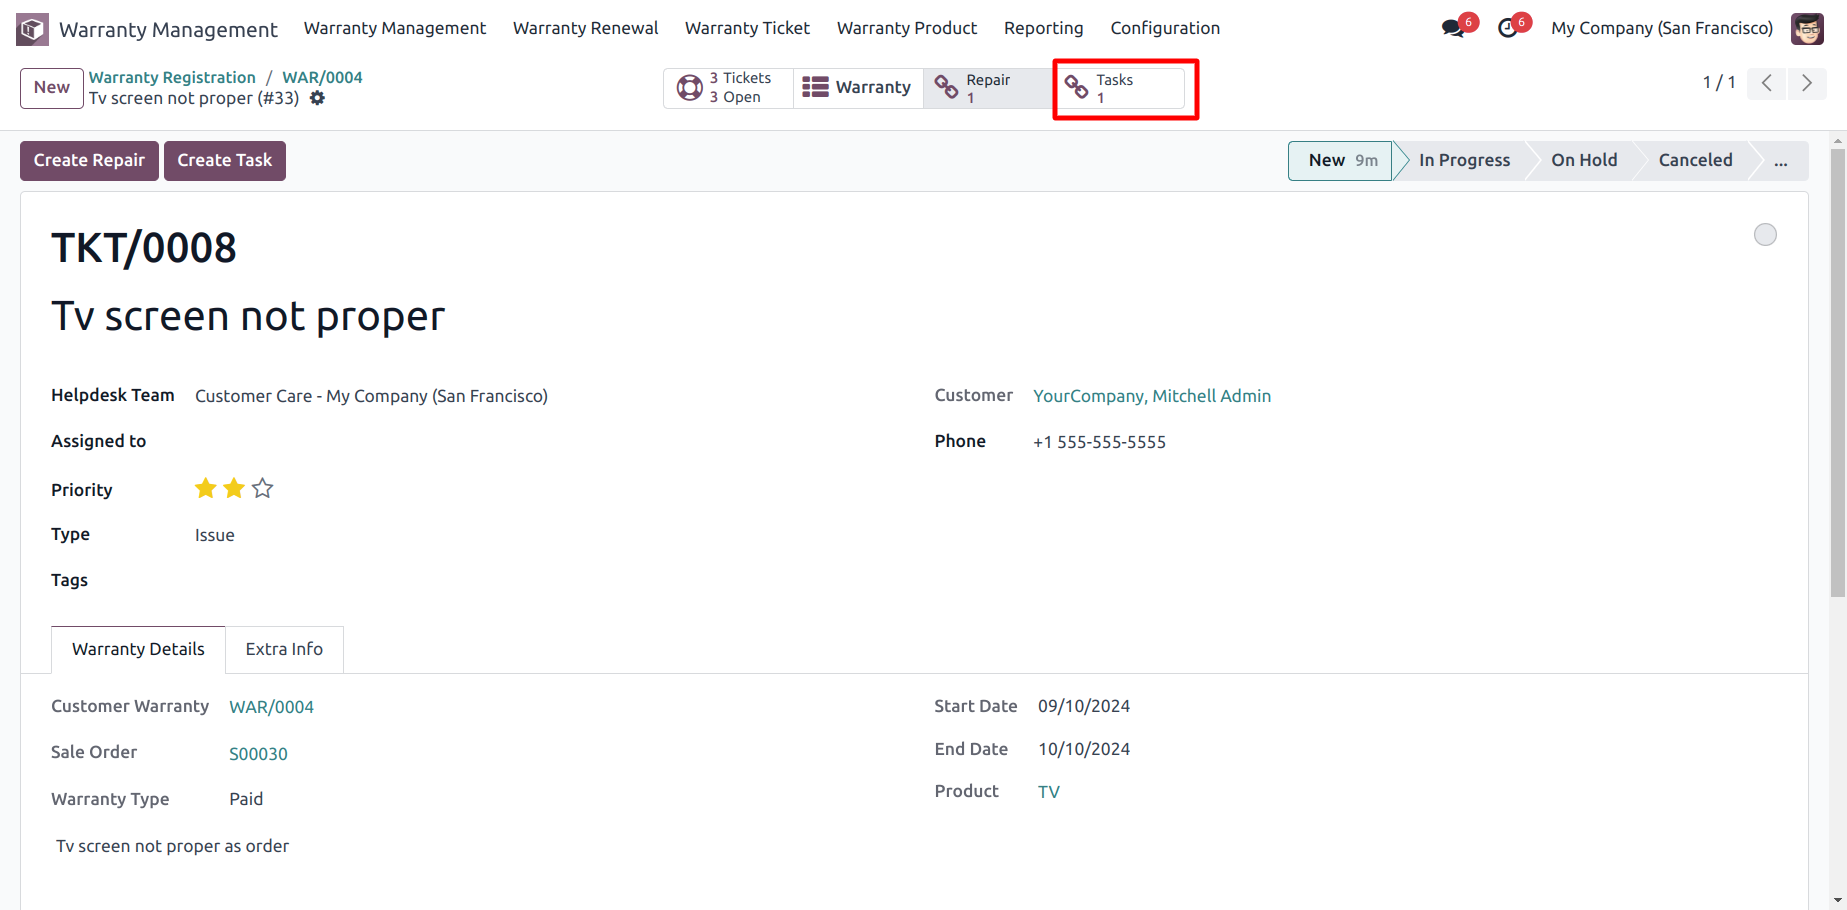 Warranty Management Warranty Management Warranty Renewal Warranty Ticket Warranty Product Reporting Configuration 6 6 My Company (San Francisco)
New Warranty Registration / WAR/0004
Tv screen not proper (#33)
3 Tickets
3 Open
Warranty
Repair
1
Tasks
1
1 / 1
Create Repair Create Task New 9m In Progress On Hold Canceled ...
TKT/0008
Tv screen not proper
Helpdesk Team Customer Care - My Company (San Francisco) Customer YourCompany, Mitchell Admin
Assigned to Phone +1 555-555-5555
Priority
Type Issue
Tags
Warranty Details Extra Info
Customer Warranty WAR/0004 Start Date 09/10/2024
Sale Order S00030 End Date 10/10/2024
Warranty Type Paid Product TV
Tv screen not proper as order